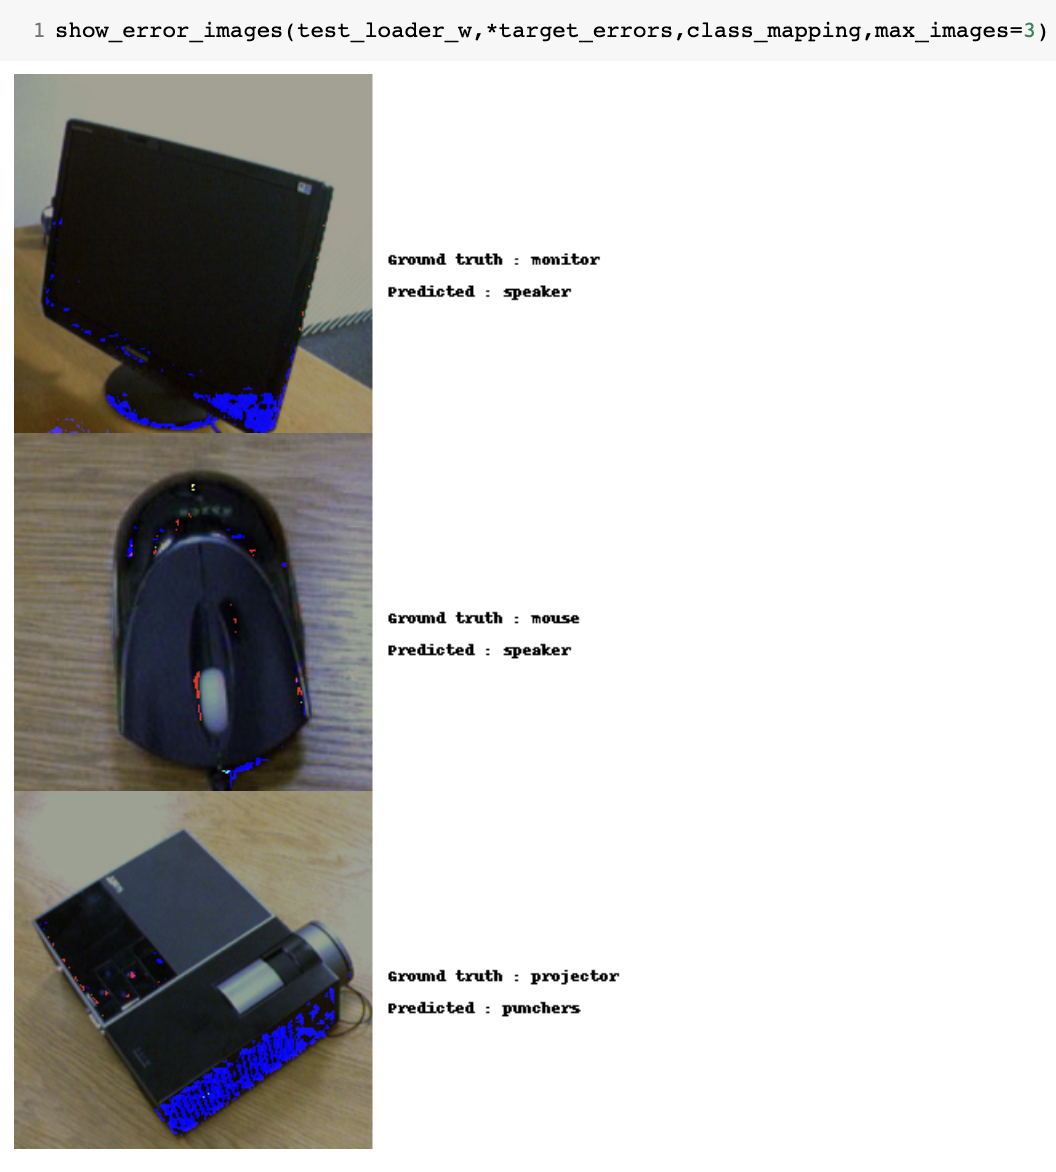 1 show_error_images(test_loader_w,*target_errors,class_mapping,max_images=3)
Ground truth : monitor
Predicted : speaker
Ground truth : mouse
Predicted : speaker
Ground truth : projector
Predicted : punchers